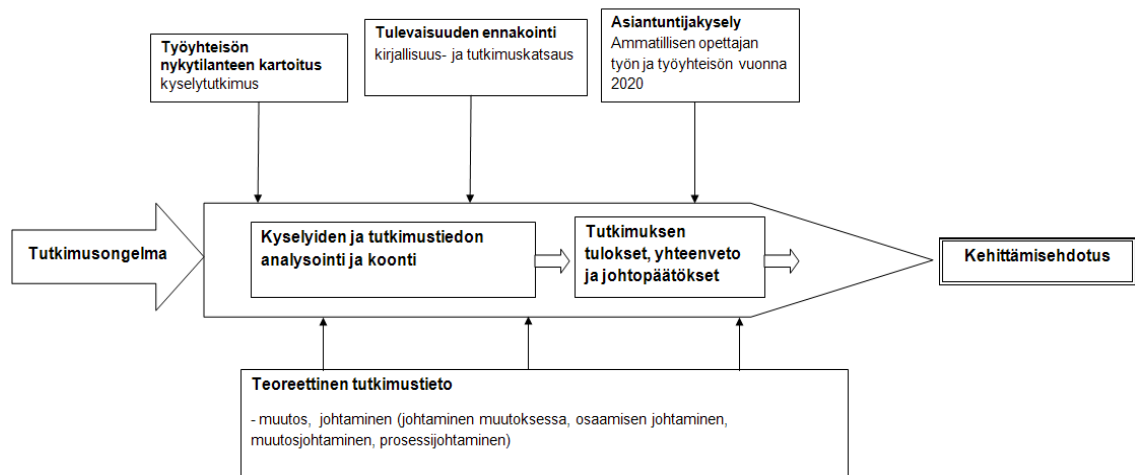 Työyhteisön
nykytilanteen kartoitus
kyselytutkimus
Tulevaisuuden ennakointi
kirjallisuus- ja tutkimuskatsaus
Asiantuntijakysely
Ammatillisen opettajan
työn ja työyhteisön vuonna
2020
Tutkimusongelma
Kyselyiden ja tutkimustiedon
analysointi ja koonti
Tutkimuksen
tulokset, yhteenveto
ja johtopäätökset
Kehittämisehdotus
Teoreettinen tutkimustieto
- muutos, johtaminen (johtaminen muutoksessa, osaamisen johtaminen,
muutosjohtaminen, prosessijohtaminen)